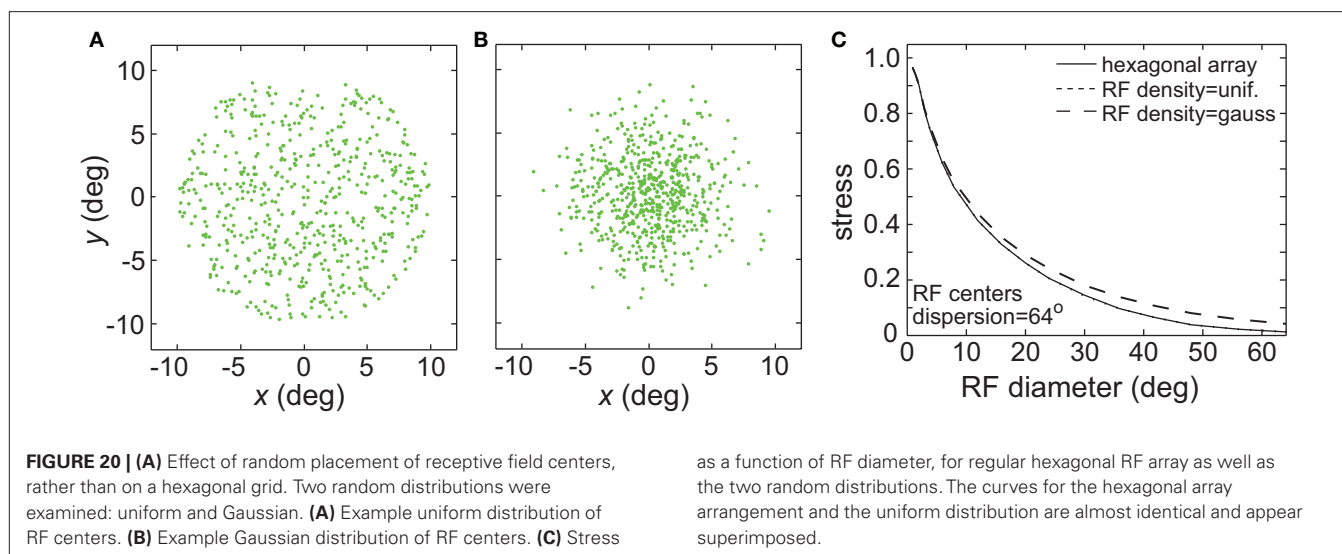 A
10
5
0
-5
-10
y (deg)
-10 -5 0 5 10
x (deg)
B
-10 -5 0 5 10
x (deg)
C
1.0
0.8
0.6
0.4
0.2
0
stress
hexagonal array
RF density=unif.
RF density=gauss
RF centers
dispersion=64°
0 10 20 30 40 50 60
RF diameter (deg)
FIGURE 20 | (A) Effect of random placement of receptive field centers,
rather than on a hexagonal grid. Two random distributions were
examined: uniform and Gaussian. (A) Example uniform distribution of
RF centers. (B) Example Gaussian distribution of RF centers. (C) Stress
as a function of RF diameter, for regular hexagonal RF array as well as
the two random distributions. The curves for the hexagonal array
arrangement and the uniform distribution are almost identical and appear
superimposed.